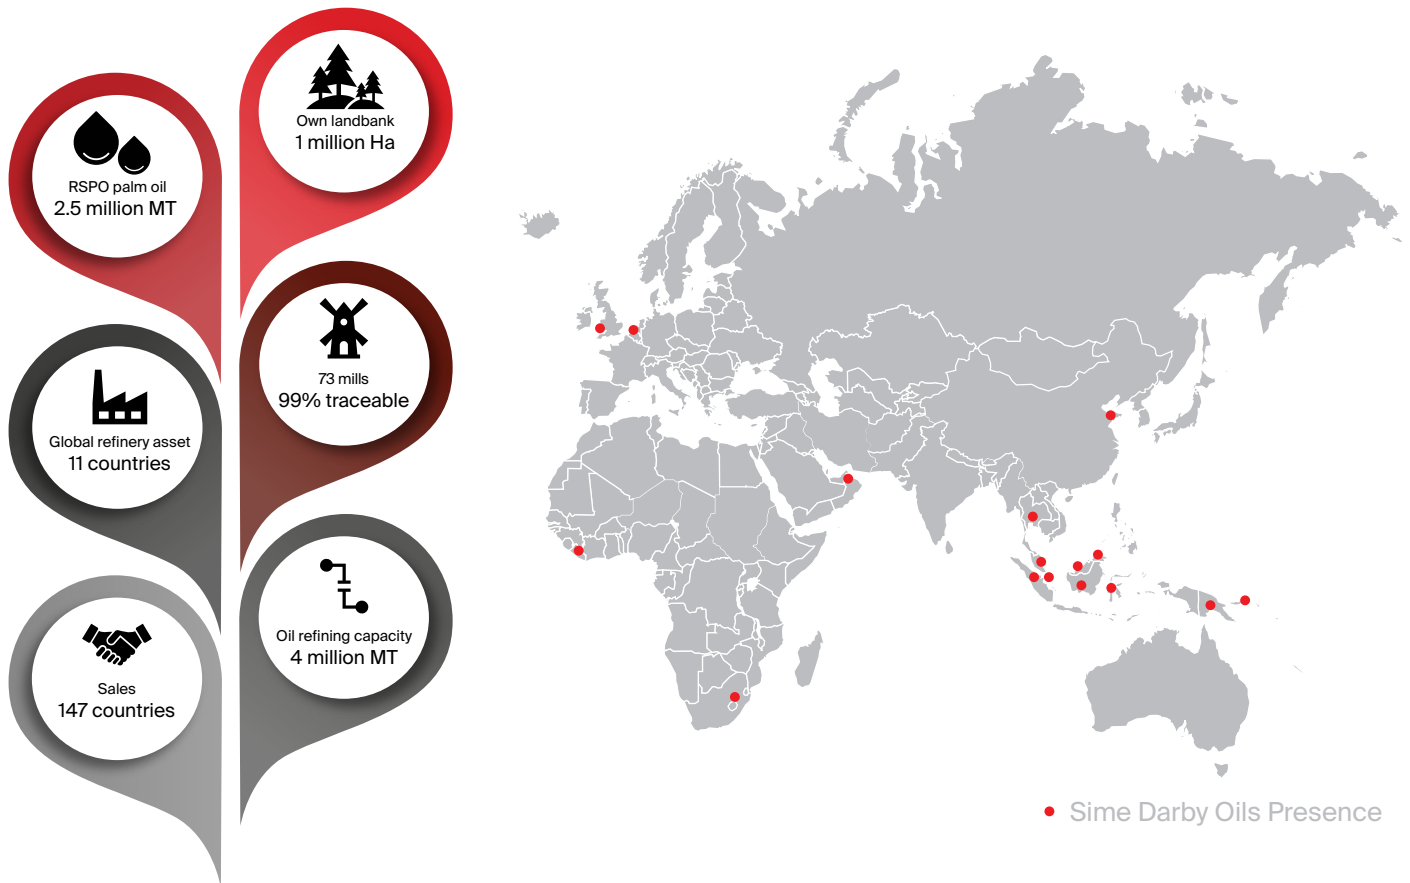 Own landbank
1 million Ha
RSPO palm oil
2.5 million MT
73 mills
99% traceable
Global refinery asset
11 countries
Oil refining capacity
4 million MT
Sales
147 countries
Sime Darby Oils Presence